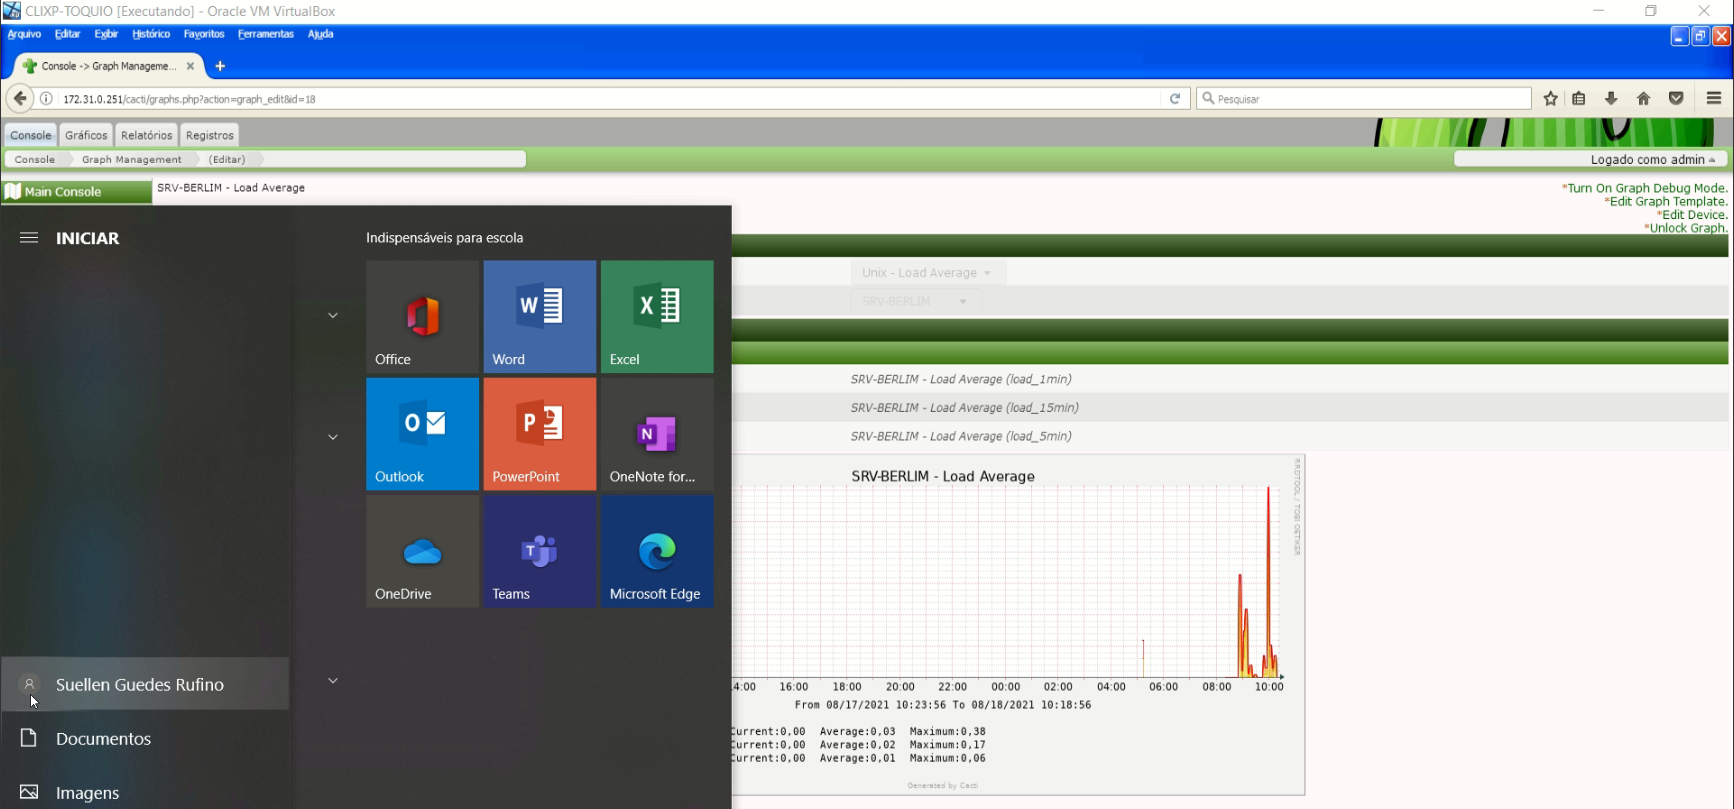 CLIXP-TOQUIO [Executando] - Oracle VM VirtualBox
Arquivo Editar Exibir Histórico Favoritos Ferramentas Ajuda
Console -> Graph Manageme...
172.31.0.251/cacti/graphs.php?action=graph_edit&id=18
Pesquisar
Console Gráficos Relatórios Registros
Console Graph Management (Editar)
Logado como admin
Main Console
SRV-BERLIM - Load Average
*Turn On Graph Debug Mode.
*Edit Graph Template.
*Edit Device.
*Unlock Graph.
INICIAR
Indispensáveis para escola
Office
Word
Excel
Outlook
PowerPoint
OneNote for...
OneDrive
Teams
Microsoft Edge
Suellen Guedes Rufino
Documentos
Imagens
Unix - Load Average
SRV-BERLIM
SRV-BERLIM - Load Average (load_1min)
SRV-BERLIM - Load Average (load_15min)
SRV-BERLIM - Load Average (load_5min)
SRV-BERLIM - Load Average
RRDTOOL / TOBI OETIKER
4:00 16:00 18:00 20:00 22:00 00:00 02:00 04:00 06:00 08:00 10:00
From 08/17/2021 10:23:56 To 08/18/2021 10:18:56
Current:0,00 Average:0,03 Maximum:0,38
Current:0,00 Average:0,02 Maximum:0,17
Current:0,00 Average:0,01 Maximum:0,06
Generated by Cacti